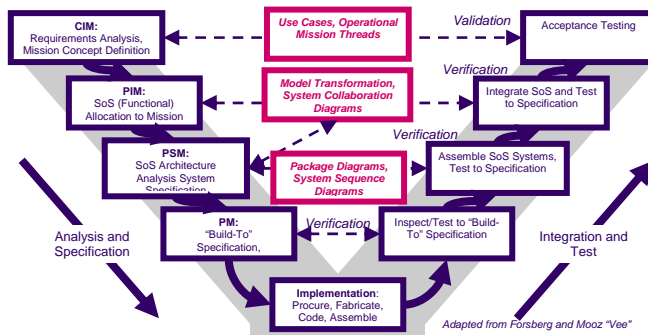 CIM:
Requirements Analysis,
Mission Concept Definition
Use Cases, Operational
Mission Threads
Validation
Acceptance Testing
PIM:
SoS (Functional)
Allocation to Mission
Model Transformation,
System Collaboration
Diagrams
Verification
Integrate SoS and Test
to Specification
PSM:
SoS Architecture
Analysis System
Specification
Package Diagrams,
System Sequence
Diagrams
Verification
Assemble SoS Systems,
Test to Specification
PM:
“Build-To”
Specification,
Verification
Inspect/Test to “Build-
To” Specification
Analysis and
Specification
Integration and
Test
Implementation:
Procure, Fabricate,
Code, Assemble
Adapted from Forsberg and Mooz “Vee”